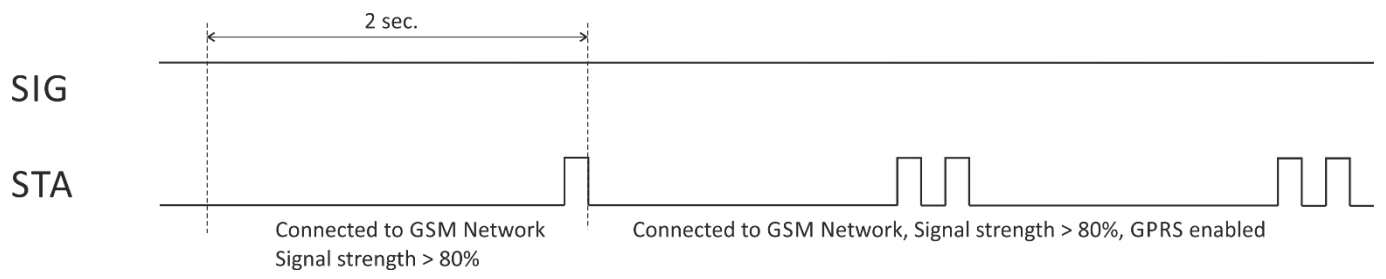 2 sec.
SIG
STA
Connected to GSM Network
Signal strength > 80%
Connected to GSM Network, Signal strength > 80%, GPRS enabled